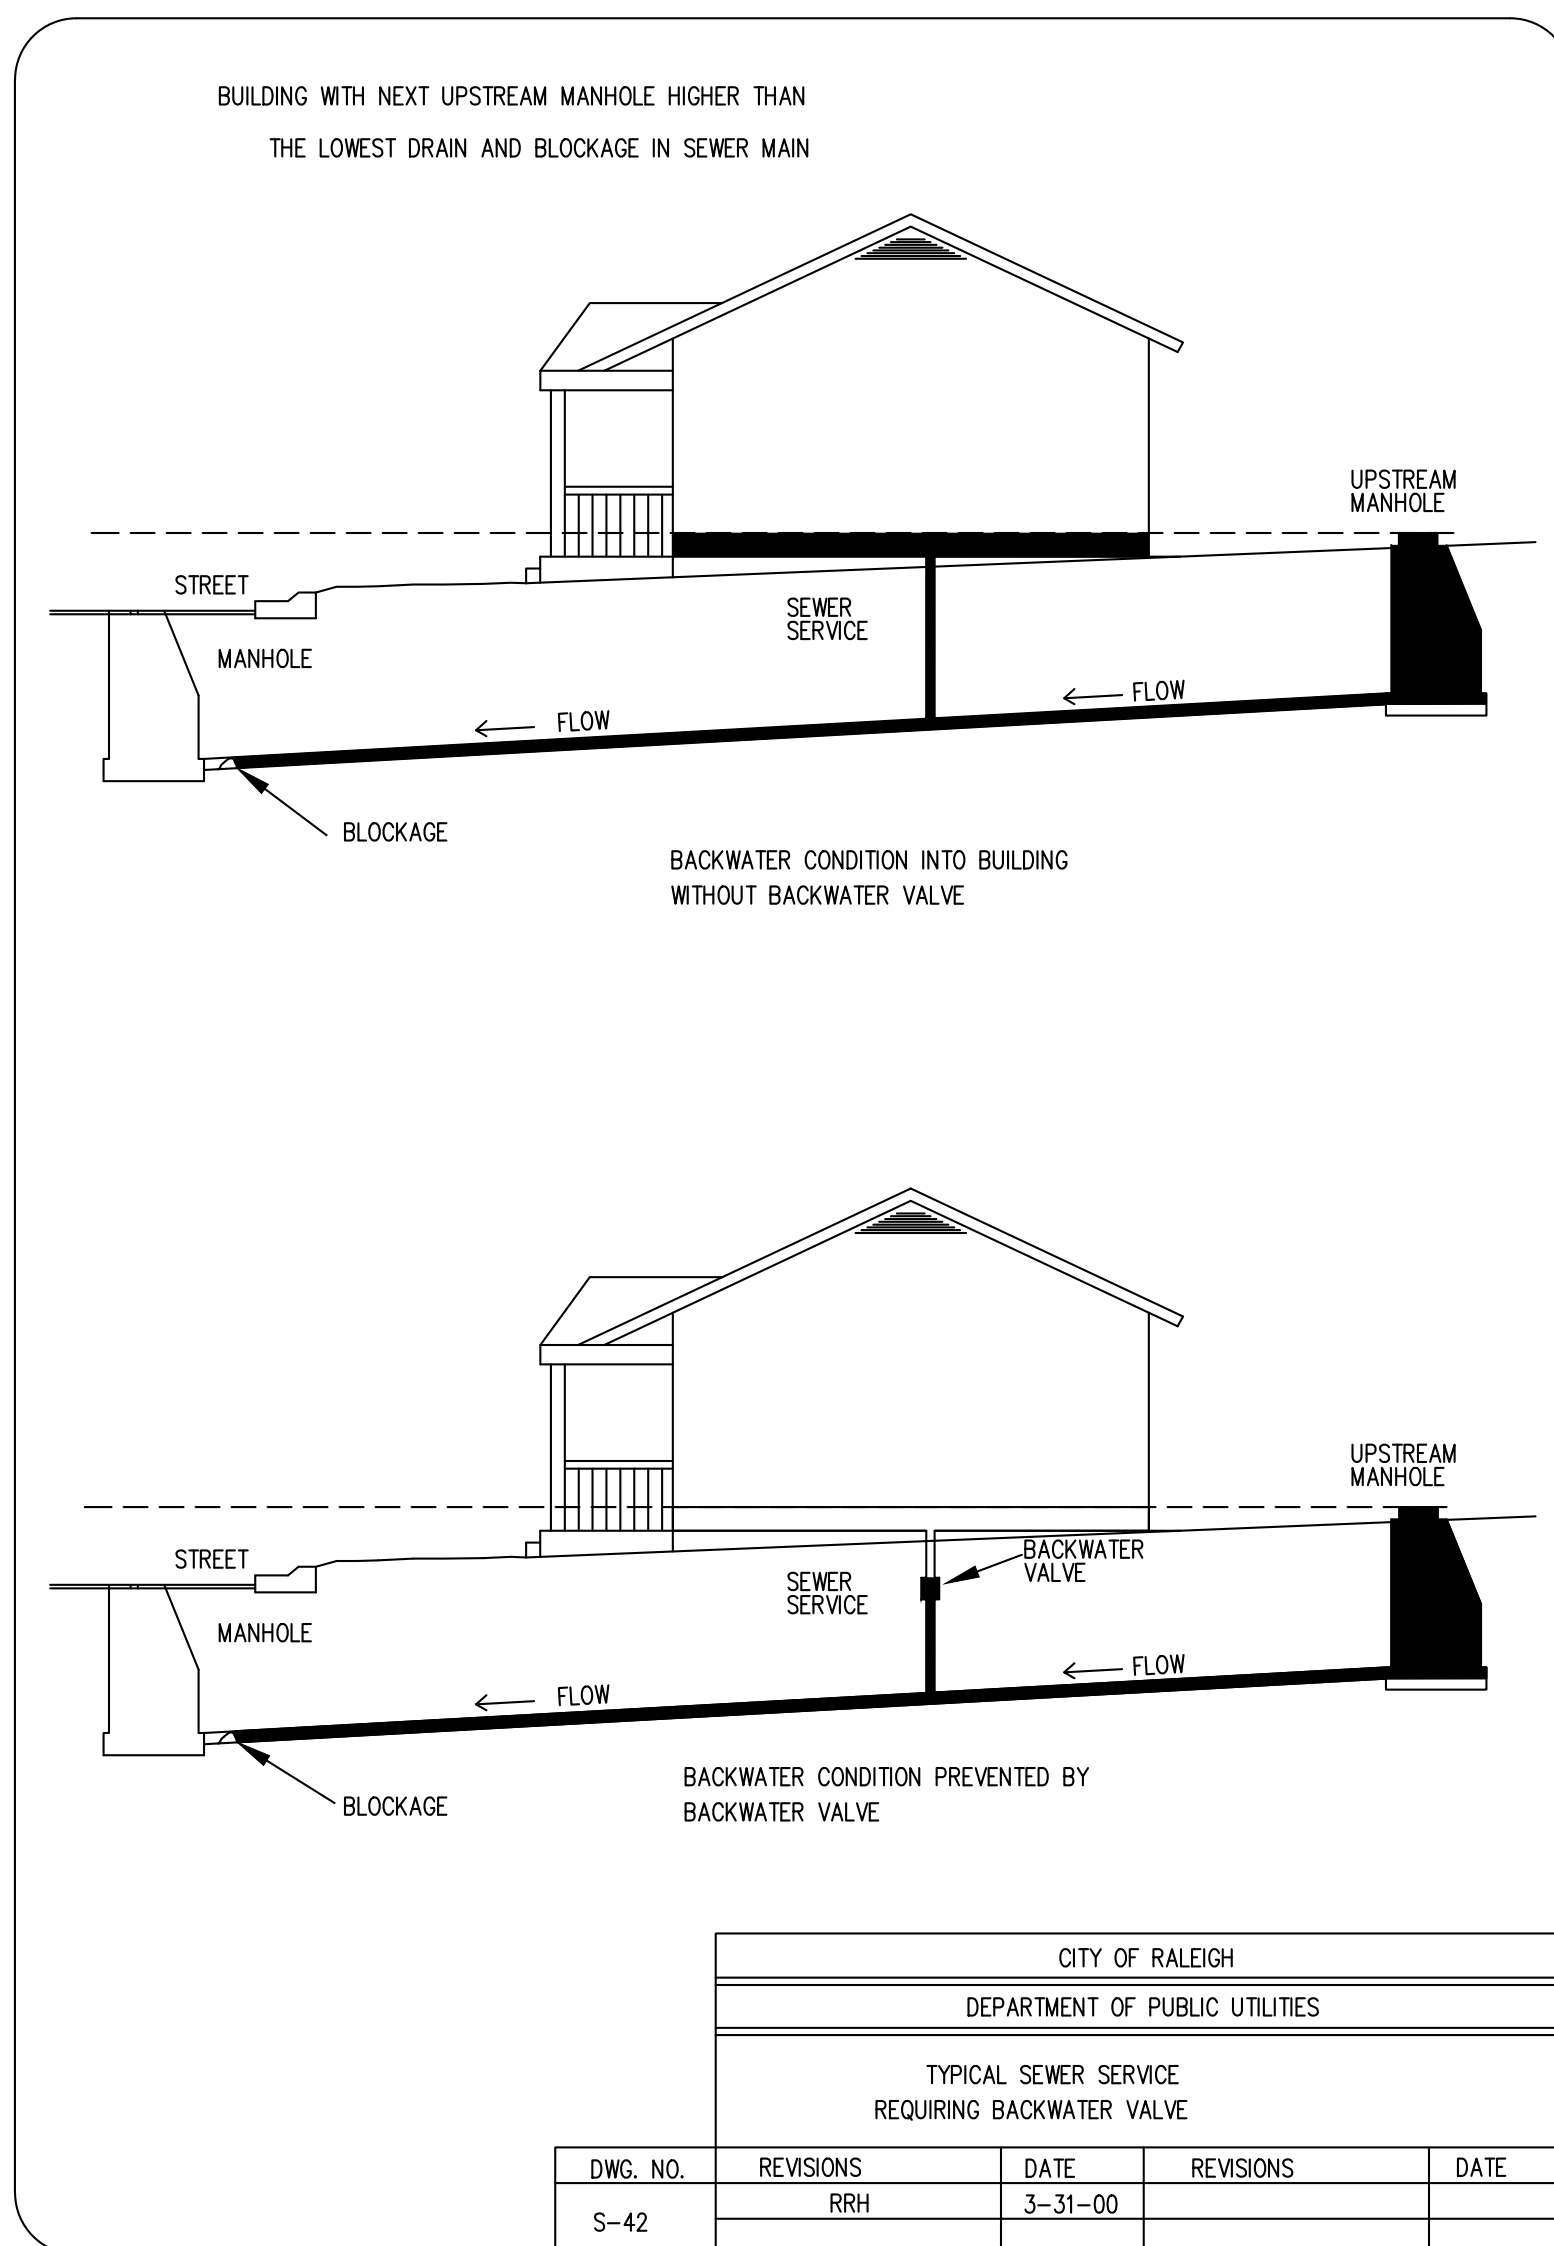 BUILDING WITH NEXT UPSTREAM MANHOLE HIGHER THAN
THE LOWEST DRAIN AND BLOCKAGE IN SEWER MAIN
UPSTREAM
MANHOLE
STREET
SEWER
SERVICE
MANHOLE
FLOW
FLOW
BLOCKAGE
BACKWATER CONDITION INTO BUILDING
WITHOUT BACKWATER VALVE
UPSTREAM
MANHOLE
STREET
BACKWATER
VALVE
SEWER
SERVICE
MANHOLE
FLOW
FLOW
BLOCKAGE
BACKWATER CONDITION PREVENTED BY
BACKWATER VALVE
CITY OF RALEIGH
DEPARTMENT OF PUBLIC UTILITIES
TYPICAL SEWER SERVICE
REQUIRING BACKWATER VALVE
DWG. NO. REVISIONS DATE REVISIONS DATE
S-42 RRH 3-31-00